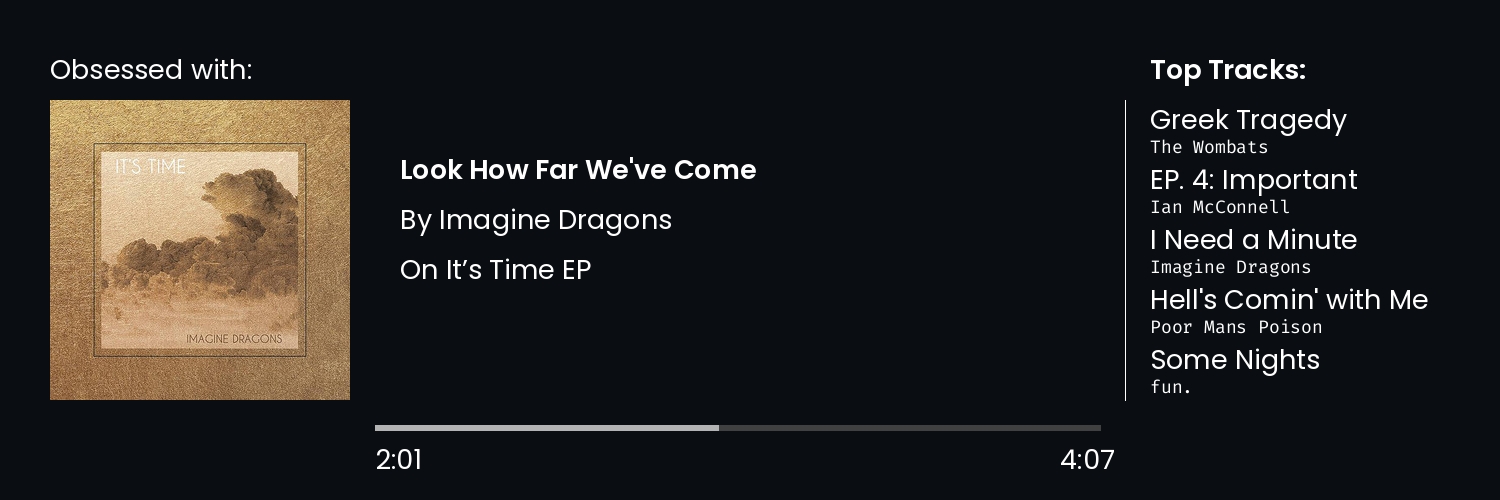 Obsessed with:
IT'S TIME
IMAGINE DRAGONS
Look How Far We've Come
By Imagine Dragons
On It’s Time EP
2:01
4:07
Top Tracks:
Greek Tragedy
The Wombats
EP. 4: Important
Ian McConnell
I Need a Minute
Imagine Dragons
Hell's Comin' with Me
Poor Mans Poison
Some Nights
fun.